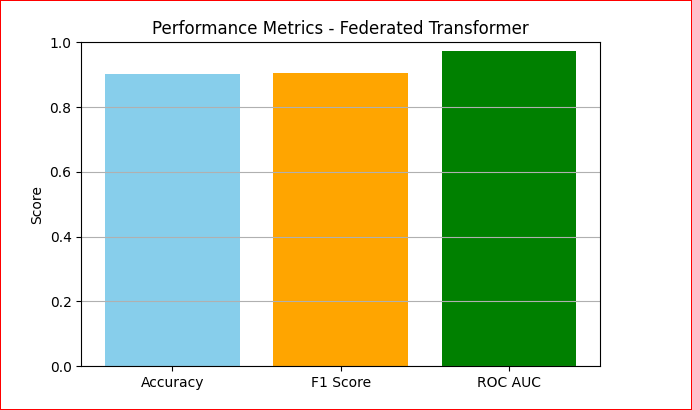 Performance Metrics - Federated Transformer
1.0
0.8
0.6
0.4
0.2
0.0
Score
Accuracy
F1 Score
ROC AUC